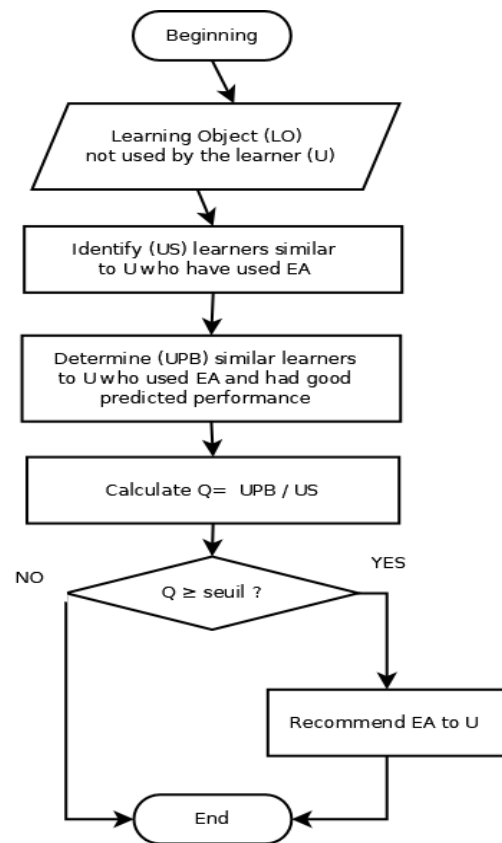 Beginning
Learning Object (LO)
not used by the learner (U)
Identify (US) learners similar
to U who have used EA
Determine (UPB) similar learners
to U who used EA and had good
predicted performance
Calculate Q= UPB / US
NO
YES
Q ≥ seuil ?
Recommend EA to U
End